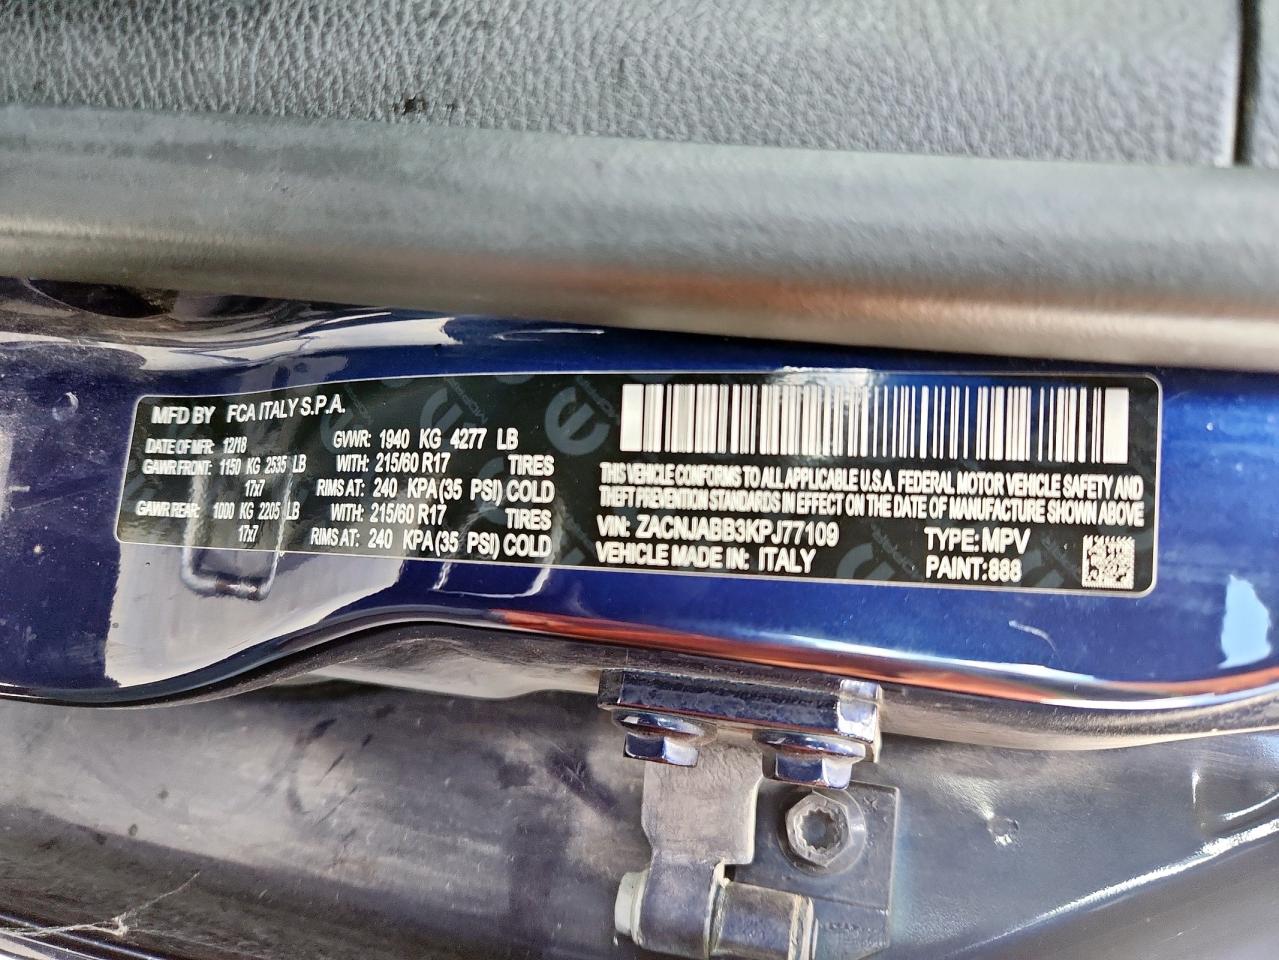 MFD BY FCA ITALY S.P.A.
DATE OF MFR: 12/18 GVWR: 1940 KG 4277 LB
GAWR FRONT: 1150 KG 2535 LB WITH: 215/60 R17 TIRES
17x7 RIMS AT: 240 KPA(35 PSI) COLD
GAWR REAR: 1000 KG 2205 LB WITH: 215/60 R17 TIRES
17x7 RIMS AT: 240 KPA(35 PSI) COLD
THIS VEHICLE CONFORMS TO ALL APPLICABLE U.S.A. FEDERAL MOTOR VEHICLE SAFETY AND
THEFT PREVENTION STANDARDS IN EFFECT ON THE DATE OF MANUFACTURE SHOWN ABOVE
VIN: ZACNJABB3KPJ77109 TYPE: MPV
VEHICLE MADE IN: ITALY PAINT: 888